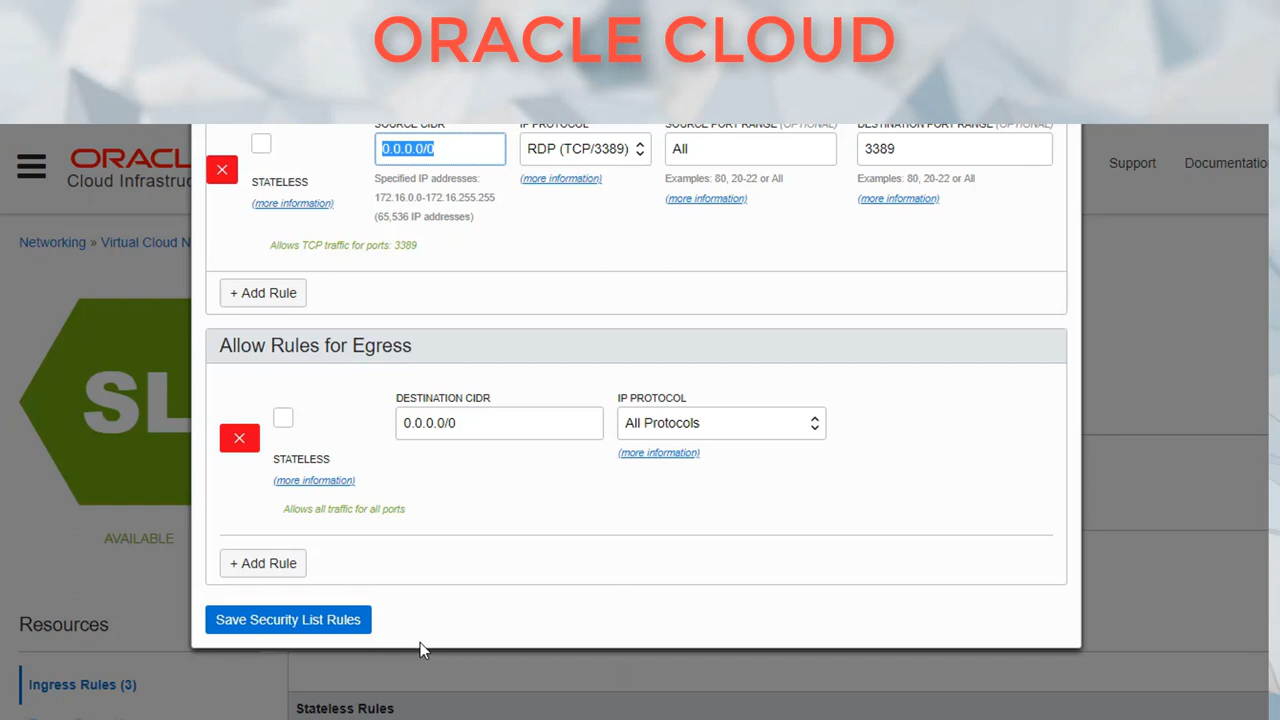 ORACLE CLOUD
SOURCE CIDR IP PROTOCOL SOURCE PORT RANGE (OPTIONAL) DESTINATION PORT RANGE (OPTIONAL)
0.0.0.0/0 RDP (TCP/3389) All 3389
ORACL
Cloud Infrastruc
Support Documentatio
STATELESS
(more information)
Specified IP addresses:
172.16.0.0-172.16.255.255
(65,536 IP addresses)
(more information)
Examples: 80, 20-22 or All
(more information)
Examples: 80, 20-22 or All
(more information)
Allows TCP traffic for ports: 3389
Networking » Virtual Cloud N
+ Add Rule
Allow Rules for Egress
DESTINATION CIDR IP PROTOCOL
0.0.0.0/0 All Protocols
(more information)
STATELESS
(more information)
Allows all traffic for all ports
SL
AVAILABLE
+ Add Rule
Save Security List Rules
Resources
Ingress Rules (3)
Stateless Rules